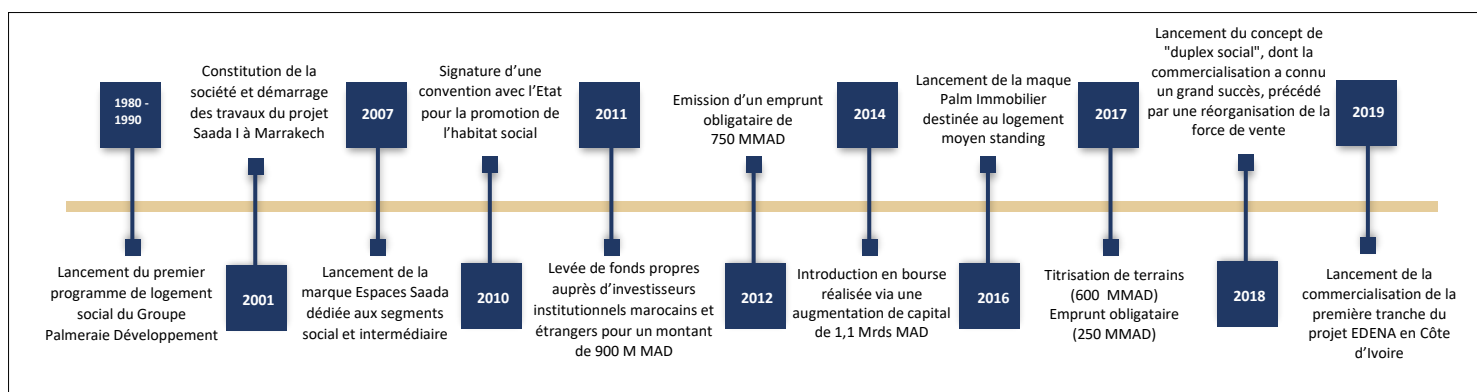 1980 -
1990
Lancement du premier
programme de logement
social du Groupe
Palmeraie Développement
Constitution de la
société et démarrage
des travaux du projet
Saada I à Marrakech
2001
2007
Lancement de la
marque Espaces Saada
dédiée aux segments
social et intermédiaire
Signature d’une
convention avec l’Etat
pour la promotion de
l’habitat social
2010
2011
Levée de fonds propres
auprès d’investisseurs
institutionnels marocains et
étrangers pour un montant
de 900 M MAD
Emission d’un emprunt
obligataire de
750 MMAD
2012
2014
Introduction en bourse
réalisée via une
augmentation de capital
de 1,1 Mrds MAD
Lancement de la maque
Palm Immobilier
destinée au logement
moyen standing
2016
2017
Titrisation de terrains
(600 MMAD)
Emprunt obligataire
(250 MMAD)
Lancement du concept de
"duplex social", dont la
commercialisation a connu
un grand succès, précédé
par une réorganisation de la
force de vente
2018
2019
Lancement de la
commercialisation de la
première tranche du
projet EDENA en Côte
d’Ivoire